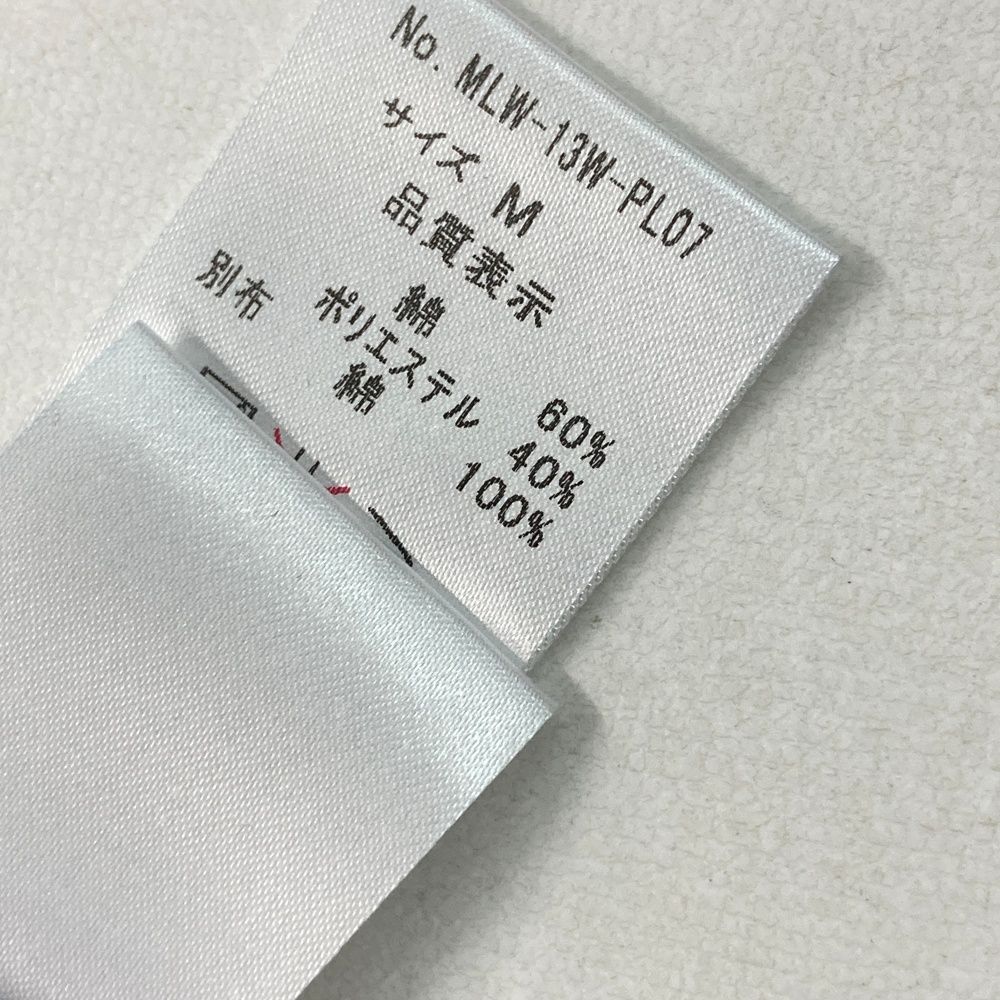 No. MLW-13W-PL07
サイズ M
品質表示
綿 60%
ポリエステル 40%
別布 綿 100%